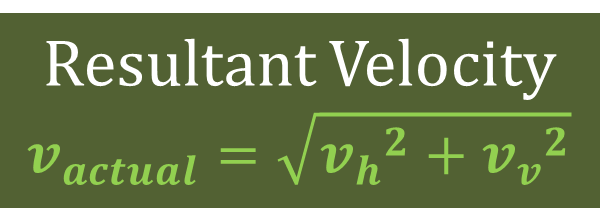 Resultant Velocity
v_actual = √(v_h² + v_v²)